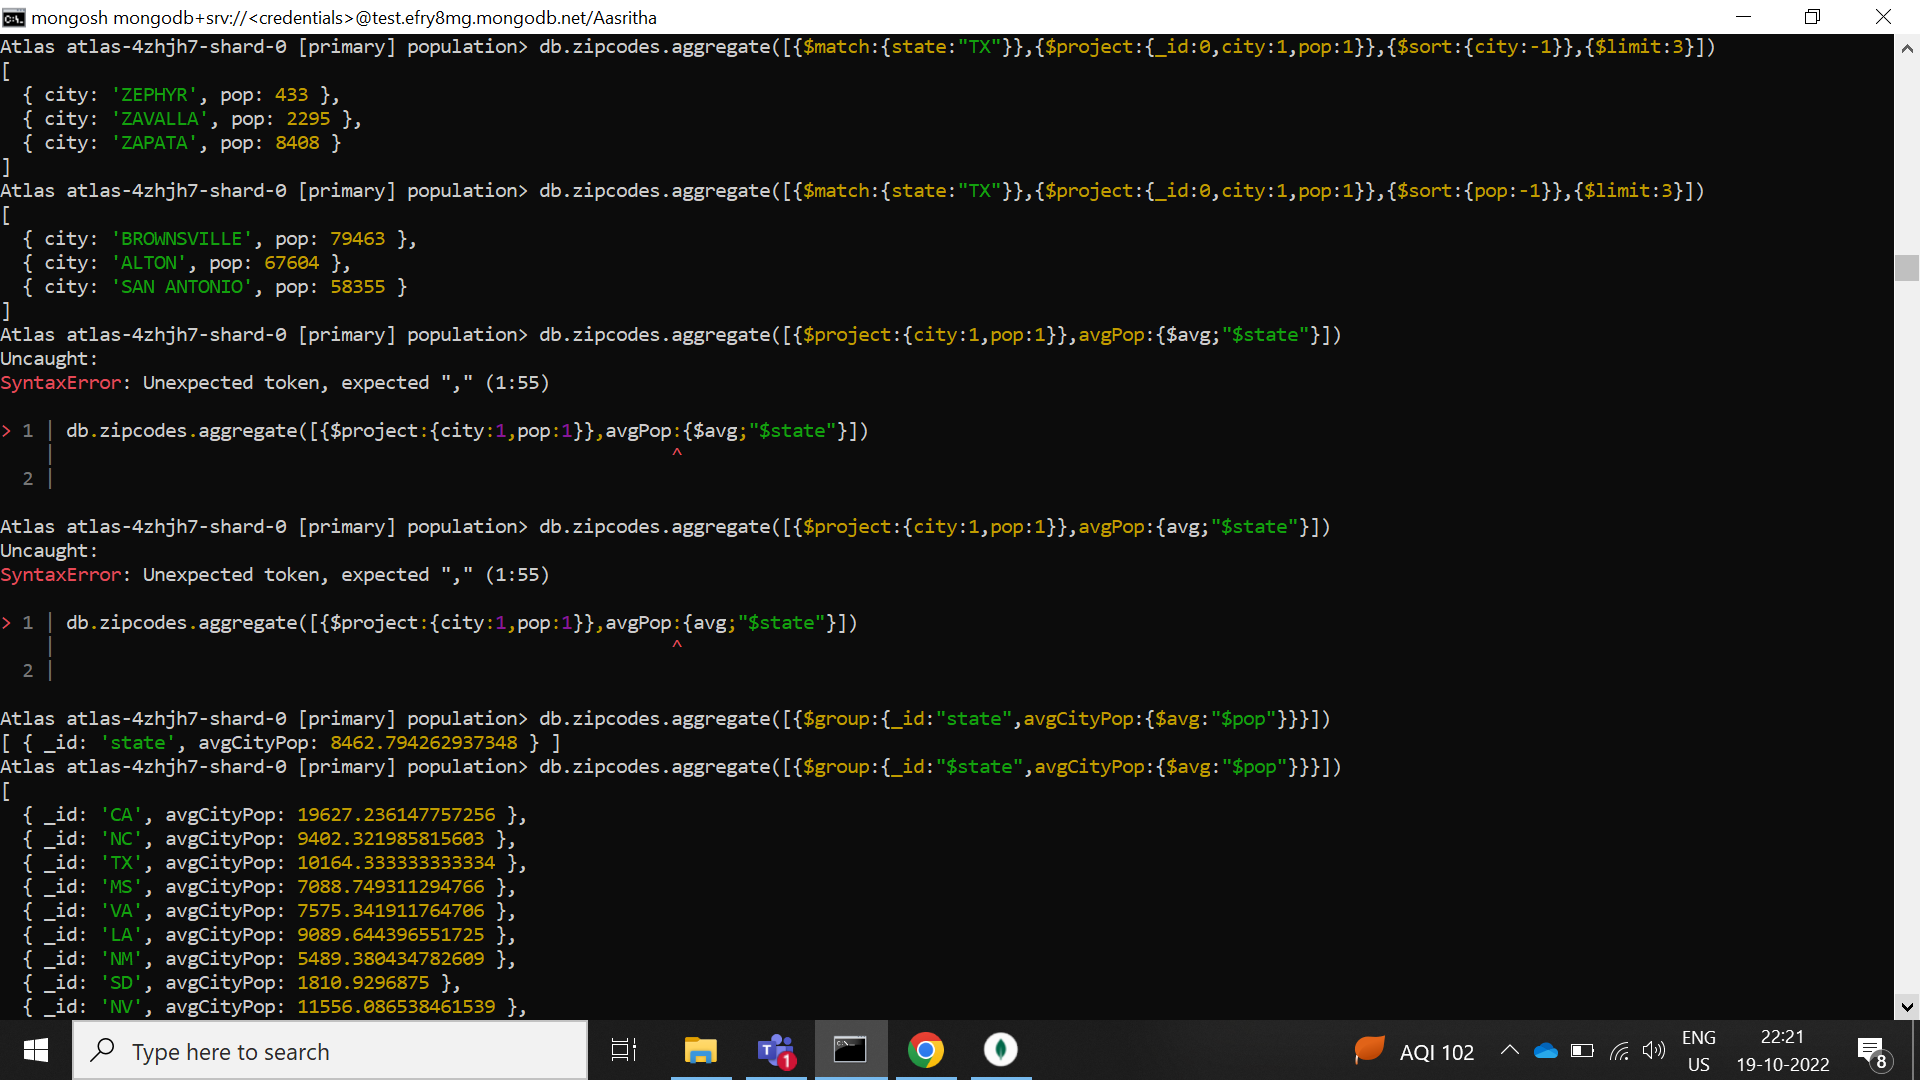 mongosh mongodb+srv://<credentials>@test.efry8mg.mongodb.net/Aasritha
Atlas atlas-4zhjh7-shard-0 [primary] population> db.zipcodes.aggregate([{$match:{state:"TX"}},{$project:{_id:0,city:1,pop:1}},{$sort:{city:-1}},{$limit:3}])
[
  { city: 'ZEPHYR', pop: 433 },
  { city: 'ZAVALLA', pop: 2295 },
  { city: 'ZAPATA', pop: 8408 }
]
Atlas atlas-4zhjh7-shard-0 [primary] population> db.zipcodes.aggregate([{$match:{state:"TX"}},{$project:{_id:0,city:1,pop:1}},{$sort:{pop:-1}},{$limit:3}])
[
  { city: 'BROWNSVILLE', pop: 79463 },
  { city: 'ALTON', pop: 67604 },
  { city: 'SAN ANTONIO', pop: 58355 }
]
Atlas atlas-4zhjh7-shard-0 [primary] population> db.zipcodes.aggregate([{$project:{city:1,pop:1}},avgPop:{$avg;"$state"}])
Uncaught:
SyntaxError: Unexpected token, expected "," (1:55)
> 1 | db.zipcodes.aggregate([{$project:{city:1,pop:1}},avgPop:{$avg;"$state"}])
    |                                                        ^
  2 |
Atlas atlas-4zhjh7-shard-0 [primary] population> db.zipcodes.aggregate([{$project:{city:1,pop:1}},avgPop:{avg;"$state"}])
Uncaught:
SyntaxError: Unexpected token, expected "," (1:55)
> 1 | db.zipcodes.aggregate([{$project:{city:1,pop:1}},avgPop:{avg;"$state"}])
    |                                                        ^
  2 |
Atlas atlas-4zhjh7-shard-0 [primary] population> db.zipcodes.aggregate([{$group:{_id:"state",avgCityPop:{$avg:"$pop"}}}])
[ { _id: 'state', avgCityPop: 8462.794262937348 } ]
Atlas atlas-4zhjh7-shard-0 [primary] population> db.zipcodes.aggregate([{$group:{_id:"$state",avgCityPop:{$avg:"$pop"}}}])
[
  { _id: 'CA', avgCityPop: 19627.236147757256 },
  { _id: 'NC', avgCityPop: 9402.321985815603 },
  { _id: 'TX', avgCityPop: 10164.333333333334 },
  { _id: 'MS', avgCityPop: 7088.749311294766 },
  { _id: 'VA', avgCityPop: 7575.341911764706 },
  { _id: 'LA', avgCityPop: 9089.644396551725 },
  { _id: 'NM', avgCityPop: 5489.380434782609 },
  { _id: 'SD', avgCityPop: 1810.9296875 },
  { _id: 'NV', avgCityPop: 11556.086538461539 },
Type here to search
1
AQI 102
ENG
US
22:21
19-10-2022
8